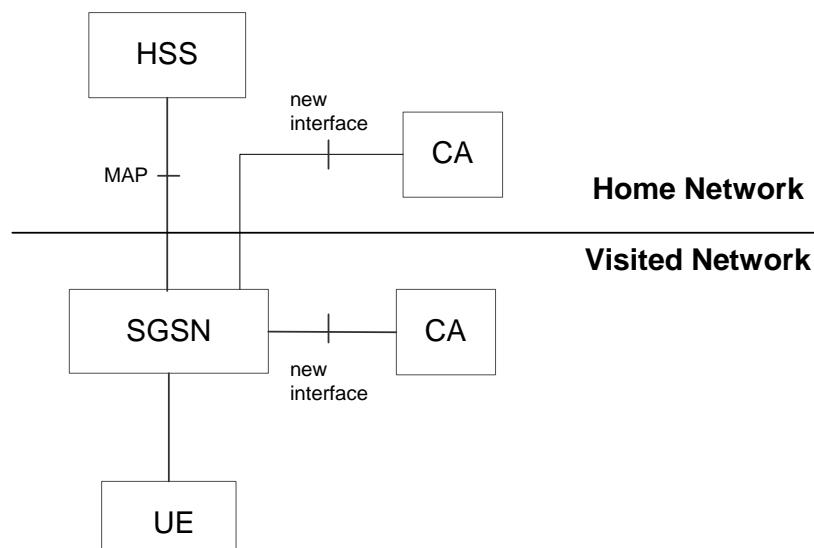 HSS
new
interface
CA
MAP
Home Network
Visited Network
SGSN
CA
new
interface
UE